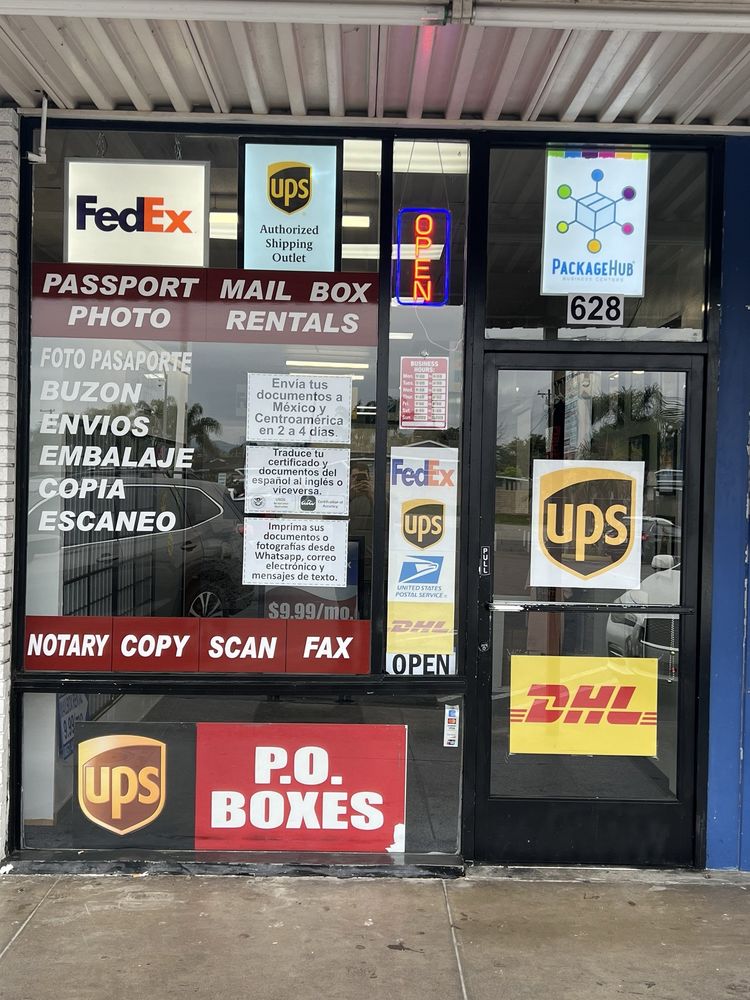 FedEx
ups
Authorized
Shipping
Outlet
PASSPORT
PHOTO
MAIL BOX
RENTALS
FOTO PASAPORTE
BUZON
ENVIOS
EMBALAJE
COPIA
ESCANEO
Envía tus
documentos a
México y
Centroamérica
en 2 a 4 días.
Traduce tu
certificado y
documentos del
español al inglés o
viceversa.
Imprima sus
documentos o
fotografías desde
Whatsapp, correo
electrónico y
mensajes de texto.
$9.99/mo.
NOTARY COPY SCAN FAX
ups
P.O.
BOXES
OPEN
BUSINESS
HOURS
FedEx
ups
UNITED STATES
POSTAL SERVICE
DHL
OPEN
PACKAGEHUB
BUSINESS CENTERS
628
PULL
ups
DHL